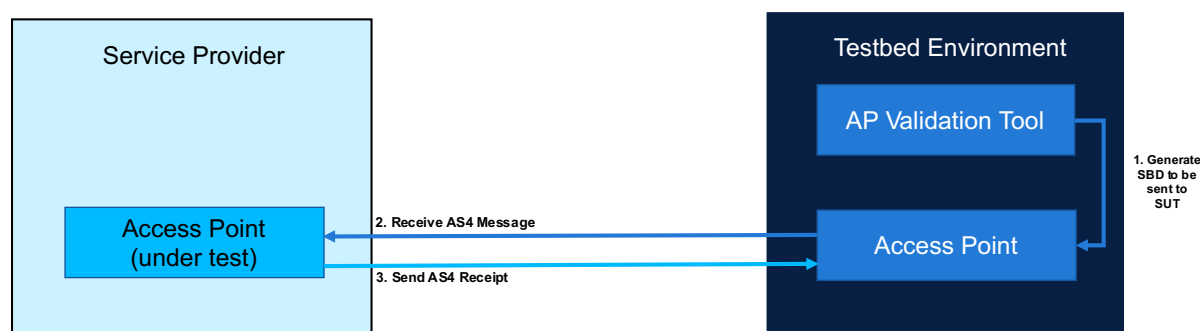 Service Provider
Testbed Environment
AP Validation Tool
1. Generate
SBD to be
sent to
SUT
Access Point
(under test)
2. Receive AS4 Message
3. Send AS4 Receipt
Access Point